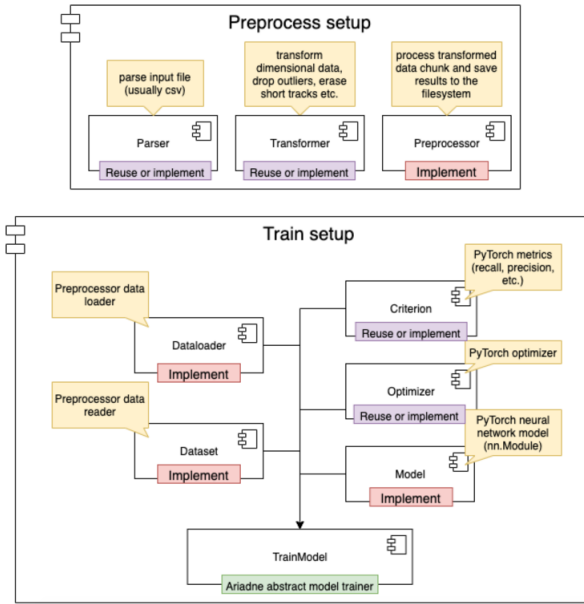 Preprocess setup
parse input file
(usually csv)
transform
dimensional data,
drop outliers, erase
short tracks etc.
process transformed
data chunk and save
results to the
filesystem
Parser
Reuse or implement
Transformer
Reuse or implement
Preprocessor
Implement
Train setup
Preprocessor data
loader
Dataloader
Implement
Preprocessor data
reader
Dataset
Implement
PyTorch metrics
(recall, precision,
etc.)
Criterion
Reuse or implement
PyTorch optimizer
Optimizer
Reuse or implement
PyTorch neural
network model
(nn.Module)
Model
Implement
TrainModel
Ariadne abstract model trainer